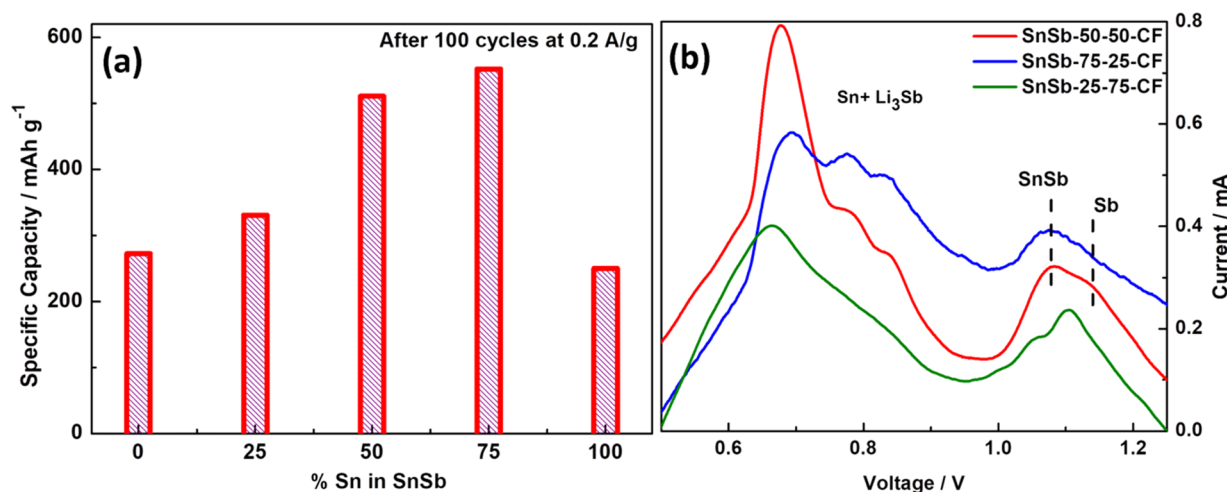 (a)
After 100 cycles at 0.2 A/g
Specific Capacity / mAh g⁻¹
600
400
200
0
0 25 50 75 100
% Sn in SnSb
(b)
SnSb-50-50-CF
SnSb-75-25-CF
SnSb-25-75-CF
Sn+ Li₃Sb
SnSb
Sb
0.8
0.6
0.4
0.2
0.0
Current / mA
0.6 0.8 1.0 1.2
Voltage / V